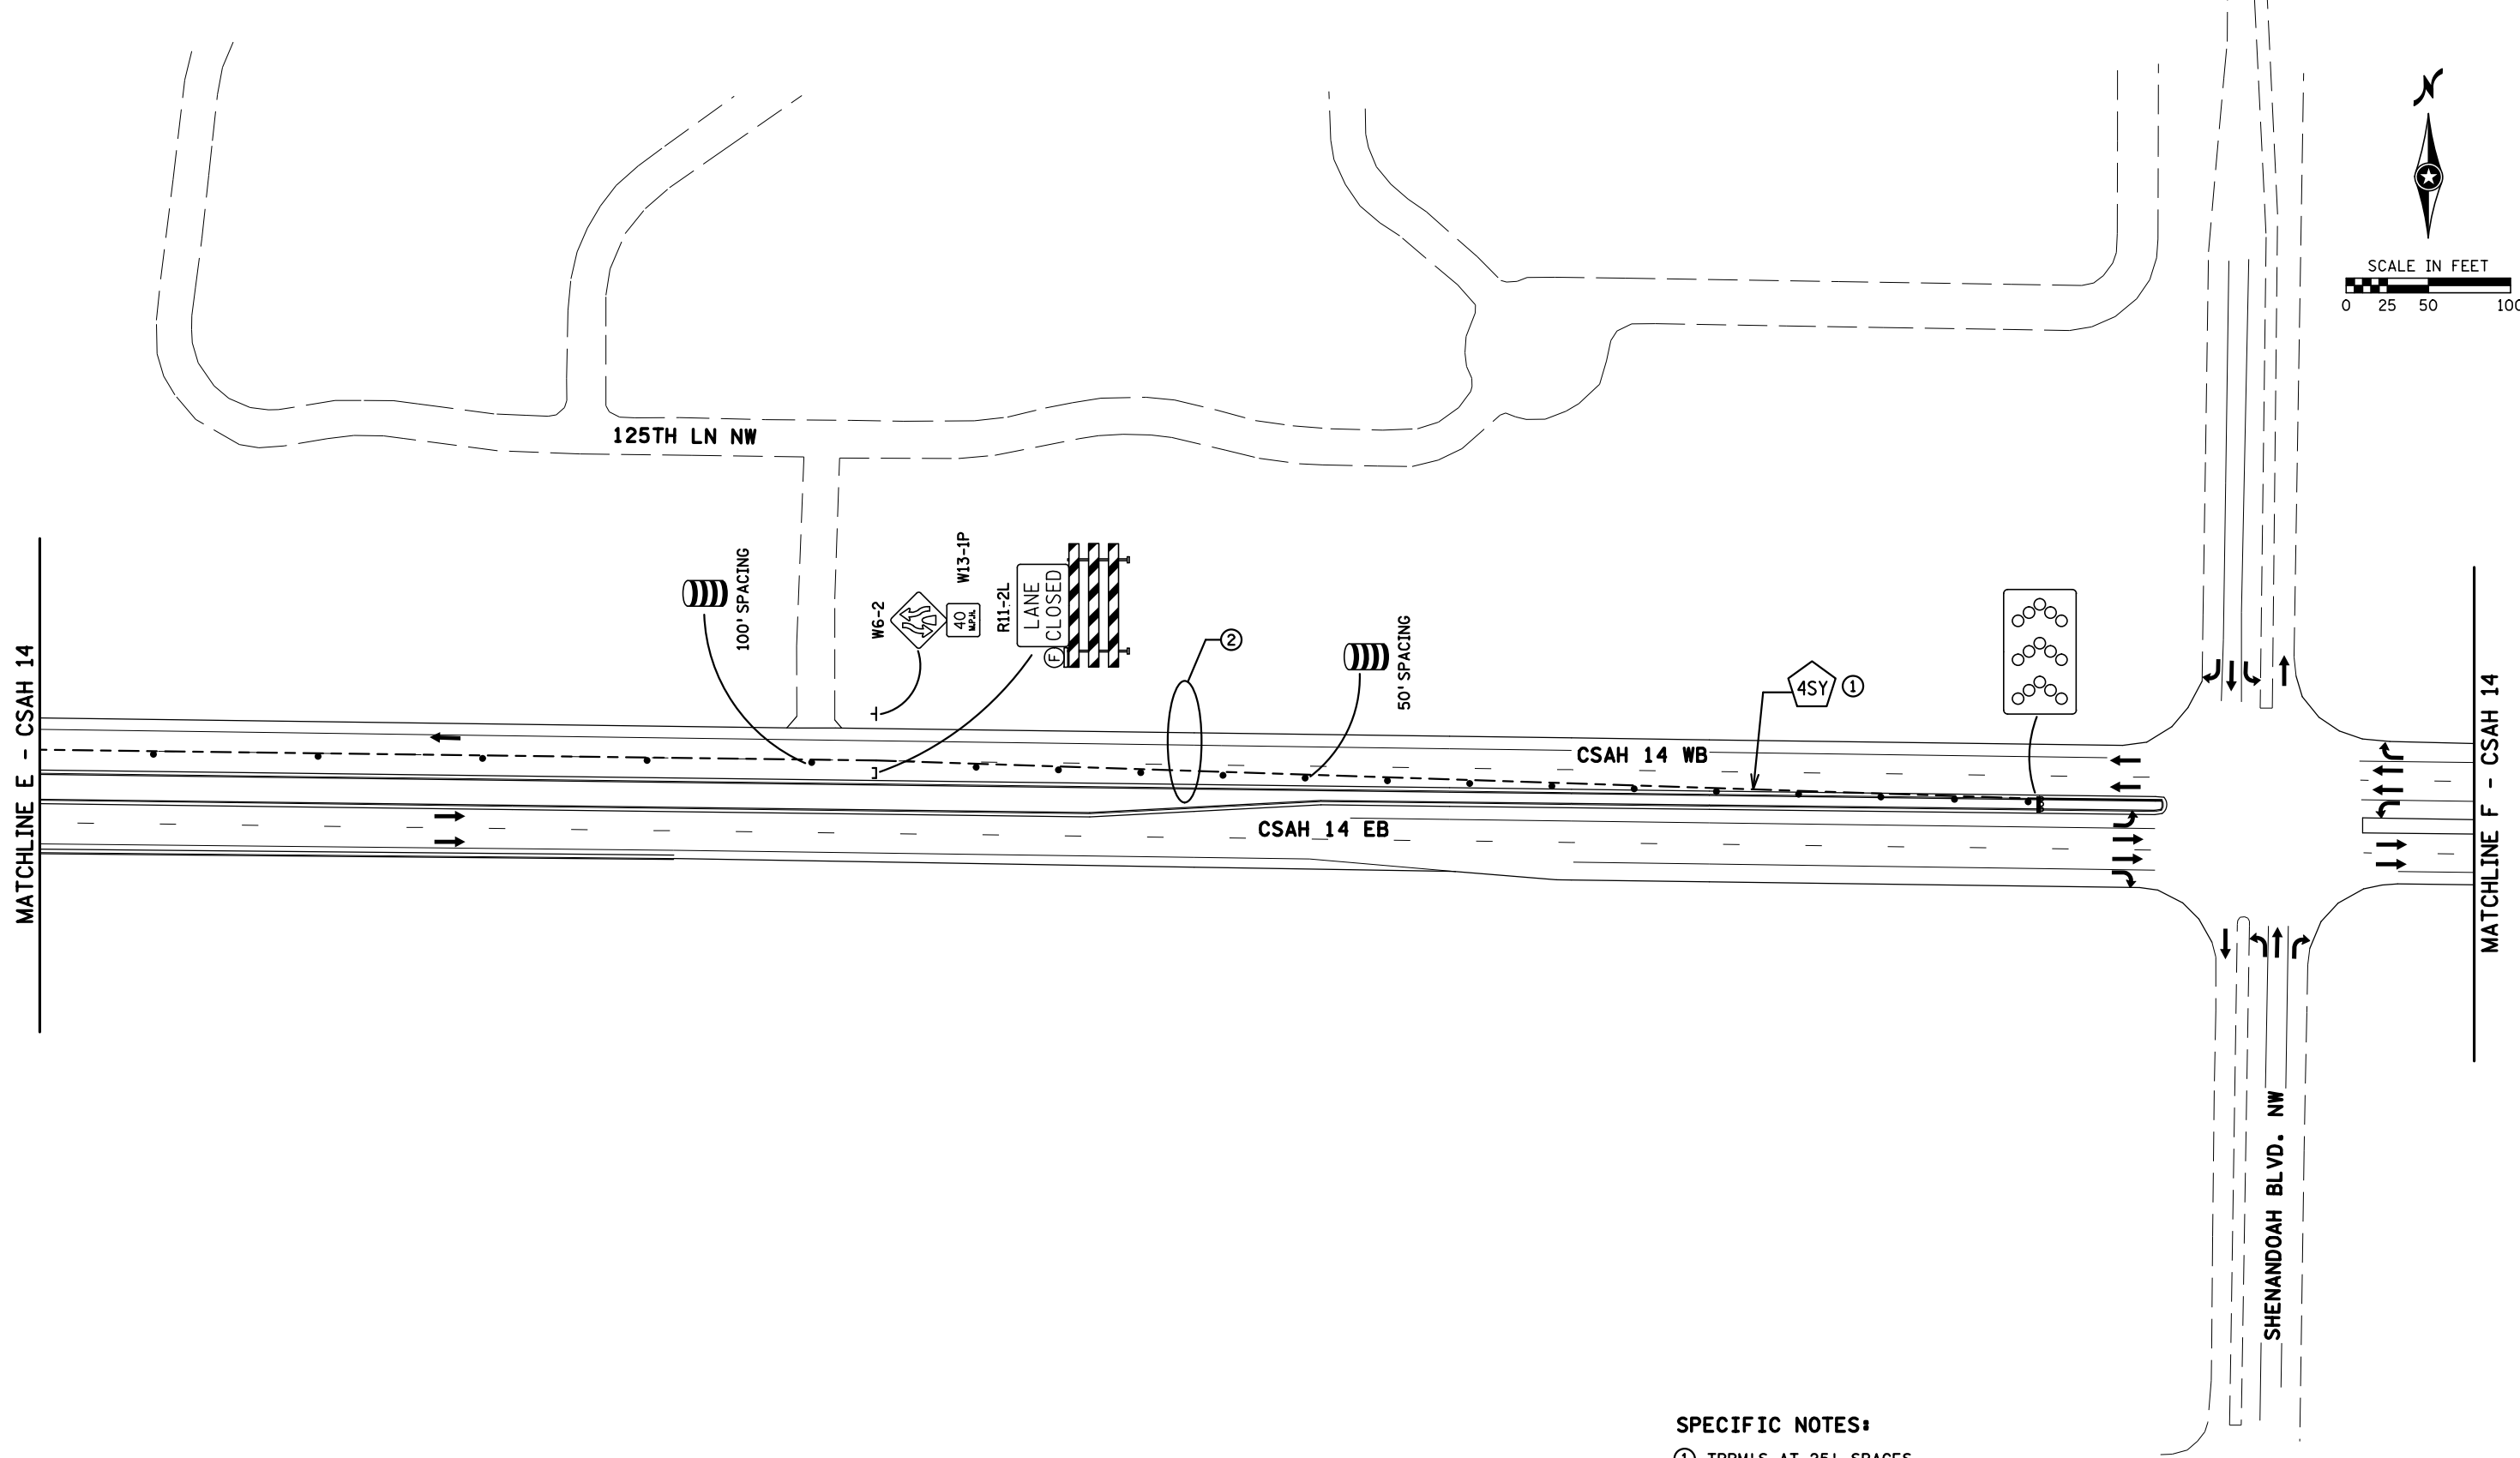 SCALE IN FEET
0 25 50 100
125TH LN NW
100' SPACING
W6-2
40
M.P.H.
W13-1P
R11-2L
LANE
CLOSED
F
2
50' SPACING
4SY
1
MATCHLINE E - CSAH 14
MATCHLINE F - CSAH 14
CSAH 14 WB
CSAH 14 EB
SHENANDOAH BLVD. NW
SPECIFIC NOTES: